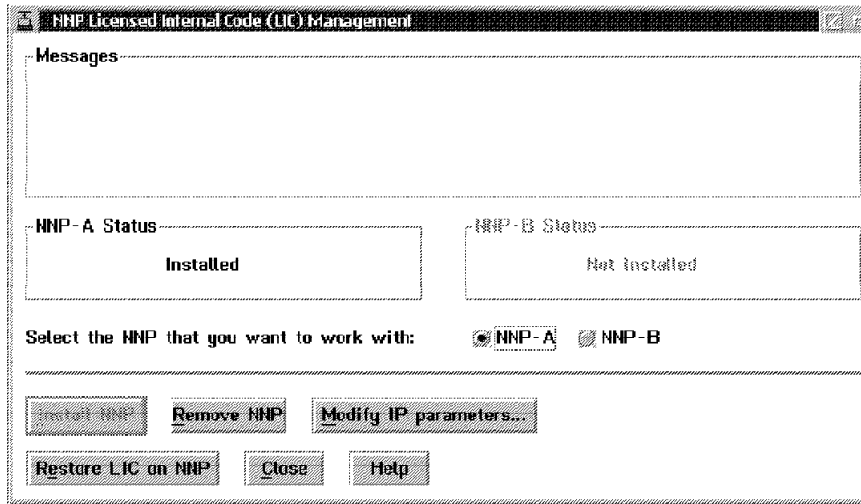 NNP Licensed Internal Code (LIC) Management
Messages
NNP-A Status
NNP-B Status
Installed
Not Installed
Select the NNP that you want to work with: NNP-A NNP-B
Install NNP Remove NNP Modify IP parameters...
Restore LIC on NNP Close Help